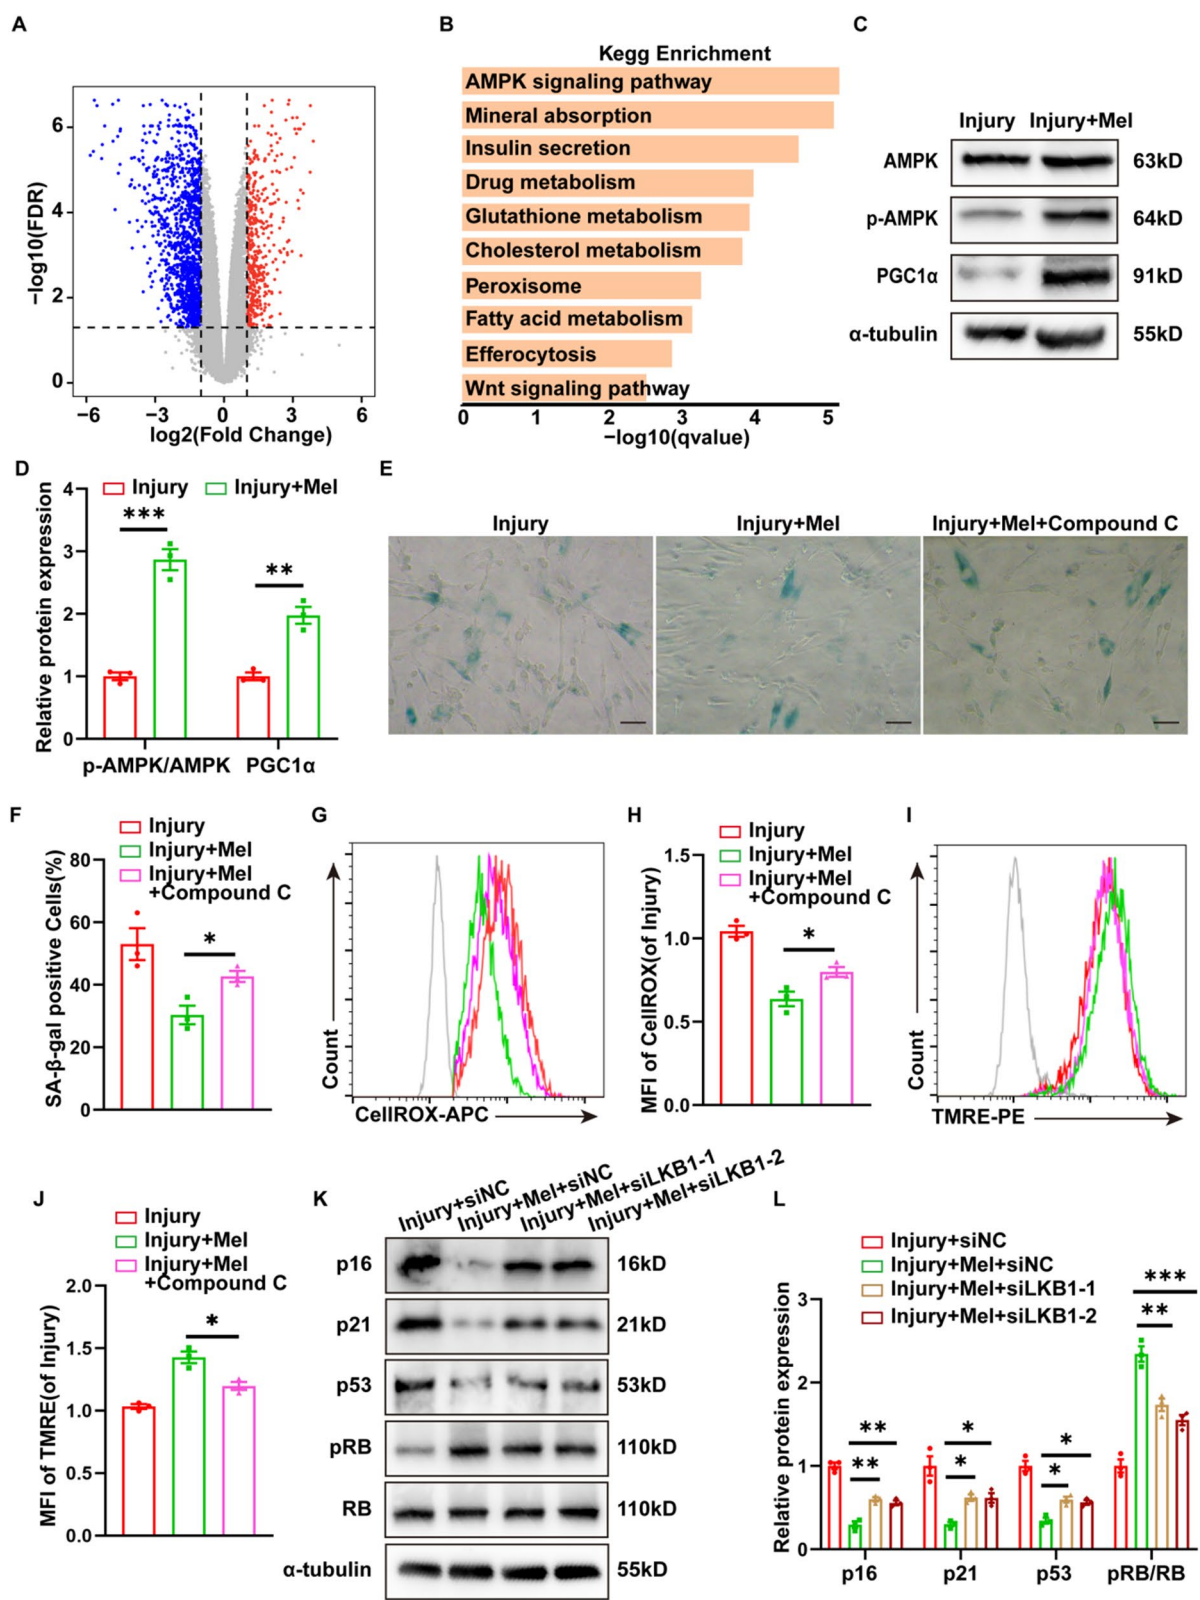 A
−log10(FDR)
6
4
2
0
−6
−3
0
3
6
log2(Fold Change)
B
Kegg Enrichment
AMPK signaling pathway
Mineral absorption
Insulin secretion
Drug metabolism
Glutathione metabolism
Cholesterol metabolism
Peroxisome
Fatty acid metabolism
Efferocytosis
Wnt signaling pathway
0
1
2
3
4
5
−log10(qvalue)
C
Injury
Injury+Mel
AMPK
63kD
p-AMPK
64kD
PGC1α
91kD
α-tubulin
55kD
D
Injury
Injury+Mel
Relative protein expression
4
3
2
1
0
***
**
p-AMPK/AMPK
PGC1α
E
Injury
Injury+Mel
Injury+Mel+Compound C
F
Injury
Injury+Mel
Injury+Mel
+Compound C
SA-β-gal positive Cells(%)
80
60
40
20
0
*
G
Count
CellROX-APC
H
Injury
Injury+Mel
Injury+Mel
+Compound C
MFI of CellROX(of Injury)
1.5
1.0
0.5
0.0
*
I
Count
TMRE-PE
J
Injury
Injury+Mel
Injury+Mel
+Compound C
MFI of TMRE(of Injury)
2.0
1.5
1.0
0.5
0.0
*
K
Injury+siNC
Injury+Mel+siNC
Injury+Mel+siLKB1-1
Injury+Mel+siLKB1-2
p16
16kD
p21
21kD
p53
53kD
pRB
110kD
RB
110kD
α-tubulin
55kD
L
Injury+siNC
Injury+Mel+siNC
Injury+Mel+siLKB1-1
Injury+Mel+siLKB1-2
Relative protein expression
3
2
1
0
**
**
*
*
*
*
***
**
p16
p21
p53
pRB/RB